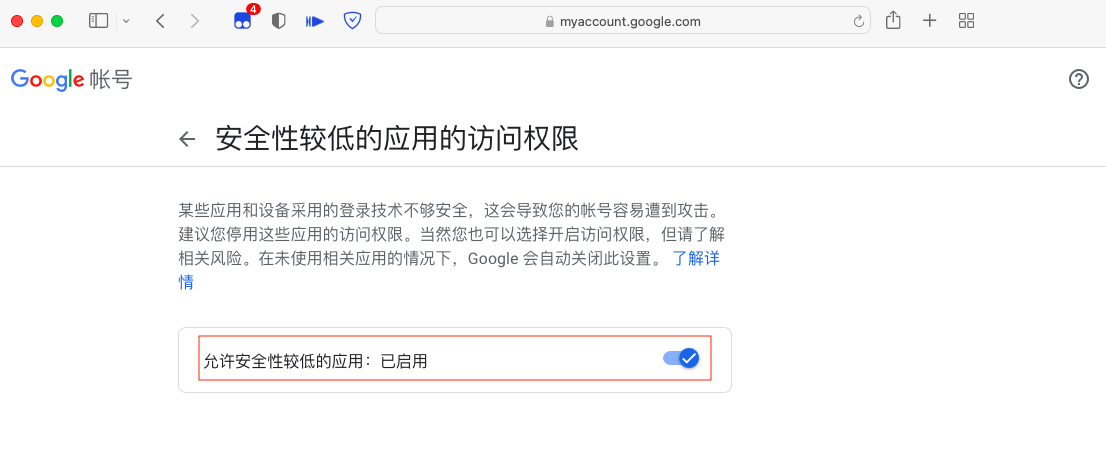 4
myaccount.google.com
Google 帐号
安全性较低的应用的访问权限
某些应用和设备采用的登录技术不够安全，这会导致您的帐号容易遭到攻击。
建议您停用这些应用的访问权限。当然您也可以选择开启访问权限，但请了解
相关风险。在未使用相关应用的情况下，Google 会自动关闭此设置。 了解详
情
允许安全性较低的应用：已启用